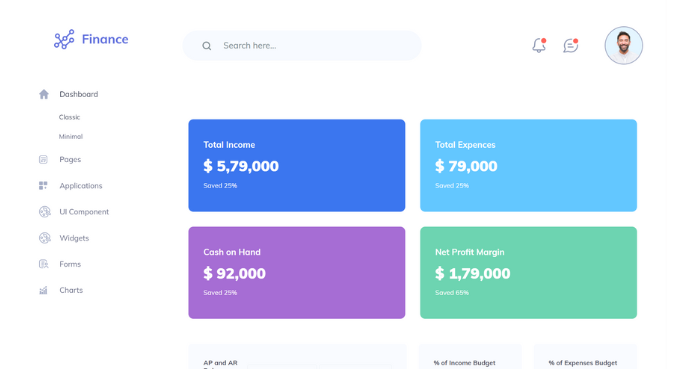 Finance
Search here...
Dashboard
Classic
Minimal
Pages
Applications
UI Component
Widgets
Forms
Charts
Total Income
$ 5,79,000
Saved 25%
Total Expences
$ 79,000
Saved 25%
Cash on Hand
$ 92,000
Saved 25%
Net Profit Margin
$ 1,79,000
Saved 65%
AP and AR
% of Income Budget
% of Expenses Budget